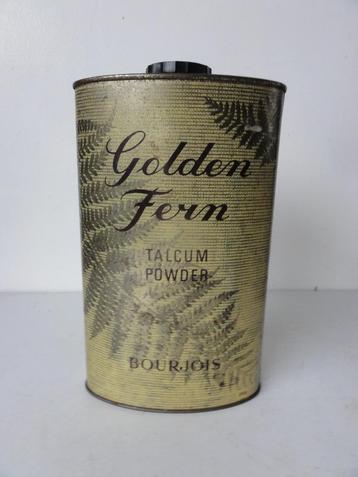 Golden
Fern
TALCUM
POWDER
BOURJOIS